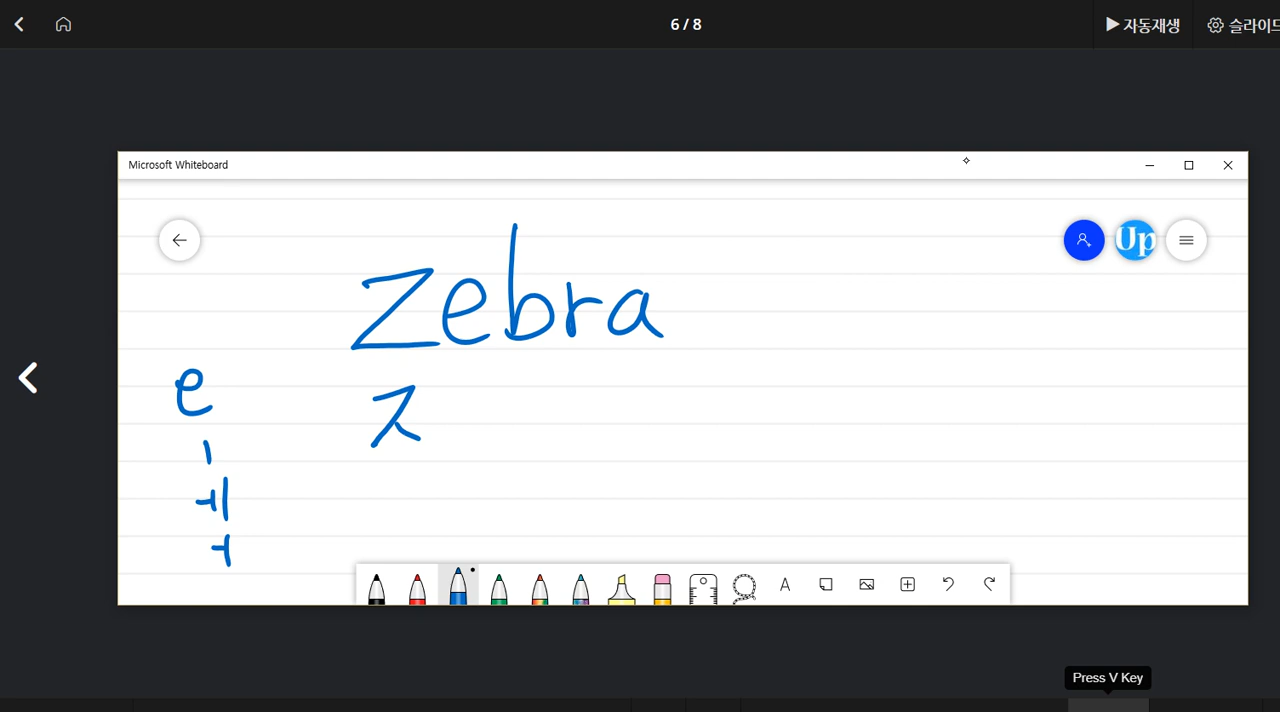 6 / 8
자동재생
슬라이드
Microsoft Whiteboard
Up
Zebra
e
ㅣ
ㅔ
ㅓ
ㅈ
A
Press V Key